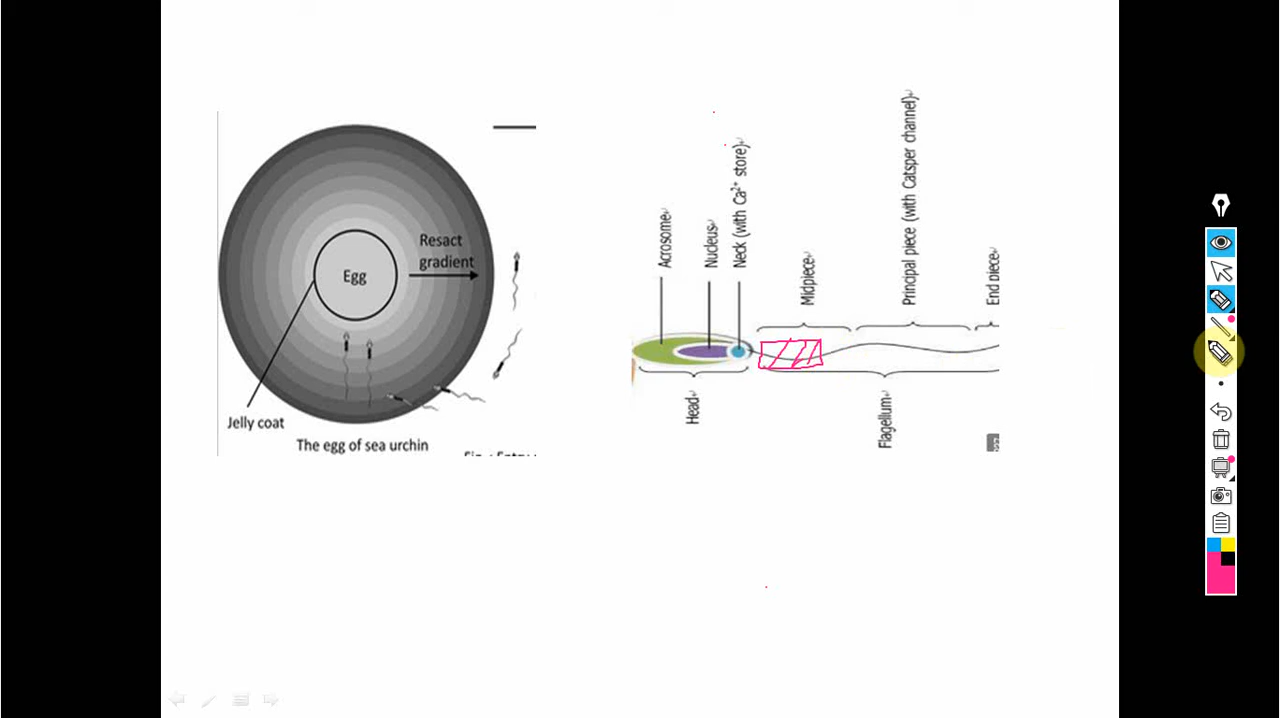 Resact
gradient
Egg
Jelly coat
The egg of sea urchin
Acrosome
Nucleus
Neck (with Ca²⁺ store)
Midpiece
Principal piece (with Catsper channel)
End piece
Head
Flagellum